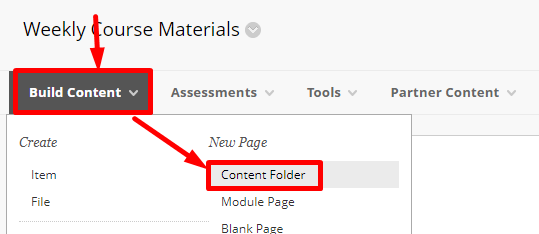 Weekly Course Materials
Build Content Assessments Tools Partner Content
Create New Page
Item Content Folder
File Module Page
Blank Page